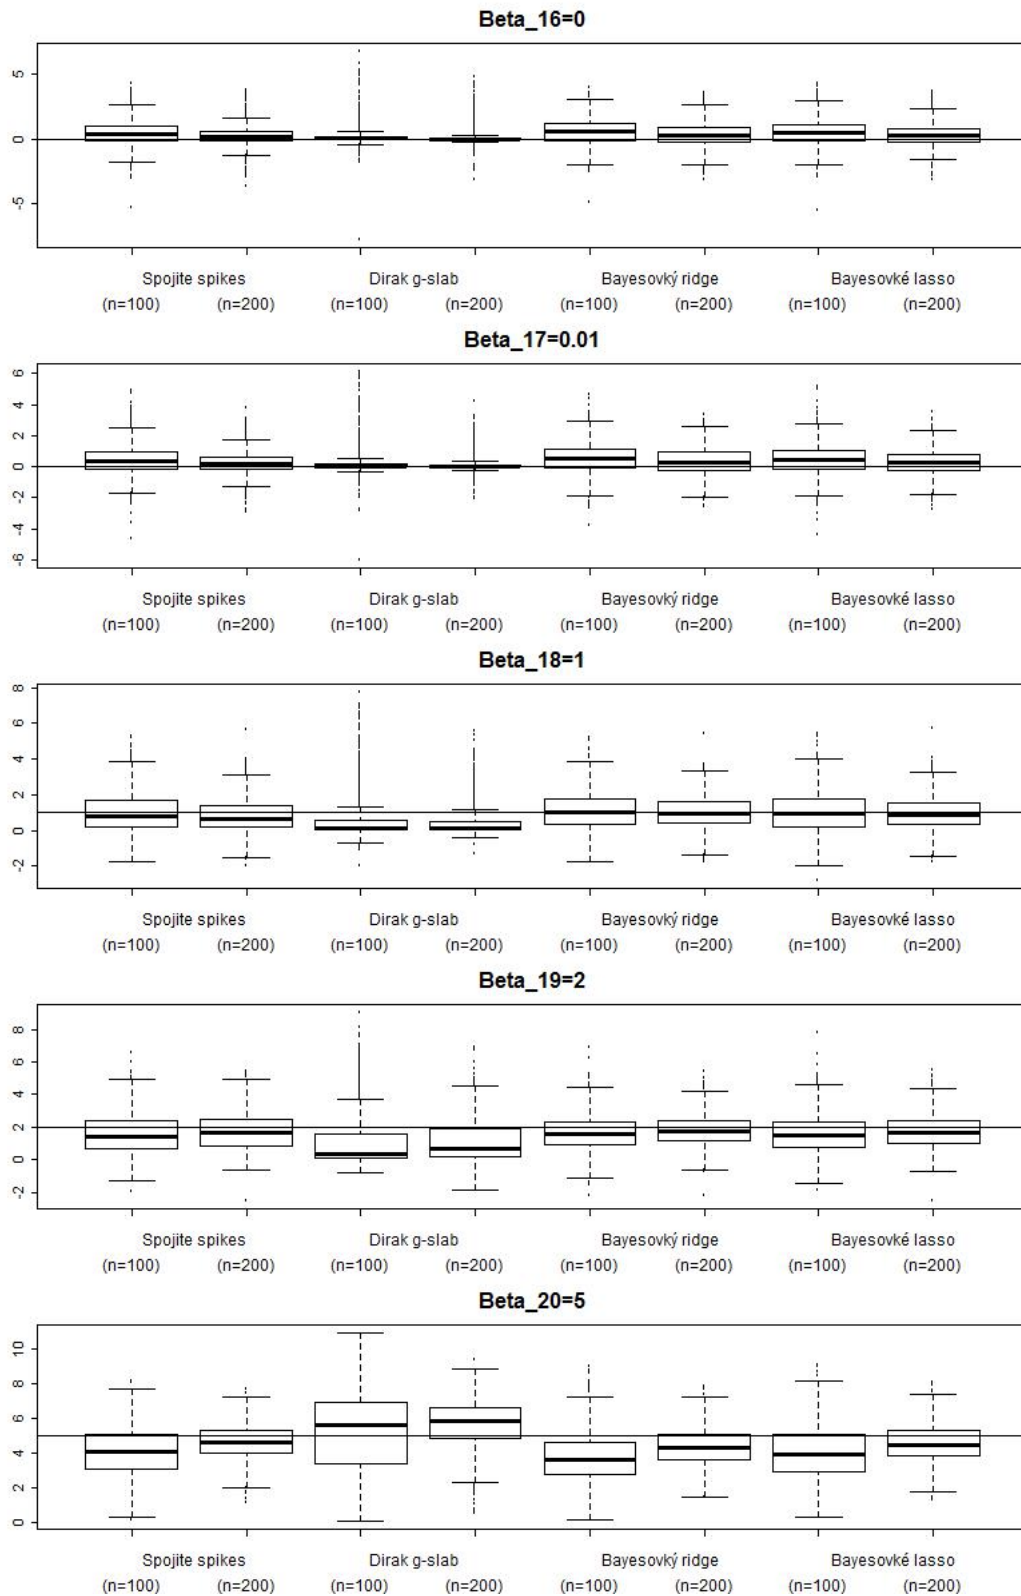 Beta_16=0
5
0
-5
Spojite spikes Dirak g-slab Bayesovký ridge Bayesovké lasso
(n=100) (n=200) (n=100) (n=200) (n=100) (n=200) (n=100) (n=200)
Beta_17=0.01
6
4
2
0
-2
-4
-6
Spojite spikes Dirak g-slab Bayesovký ridge Bayesovké lasso
(n=100) (n=200) (n=100) (n=200) (n=100) (n=200) (n=100) (n=200)
Beta_18=1
8
6
4
2
0
-2
Spojite spikes Dirak g-slab Bayesovký ridge Bayesovké lasso
(n=100) (n=200) (n=100) (n=200) (n=100) (n=200) (n=100) (n=200)
Beta_19=2
8
6
4
2
0
-2
Spojite spikes Dirak g-slab Bayesovký ridge Bayesovké lasso
(n=100) (n=200) (n=100) (n=200) (n=100) (n=200) (n=100) (n=200)
Beta_20=5
10
8
6
4
2
0
Spojite spikes Dirak g-slab Bayesovký ridge Bayesovké lasso
(n=100) (n=200) (n=100) (n=200) (n=100) (n=200) (n=100) (n=200)